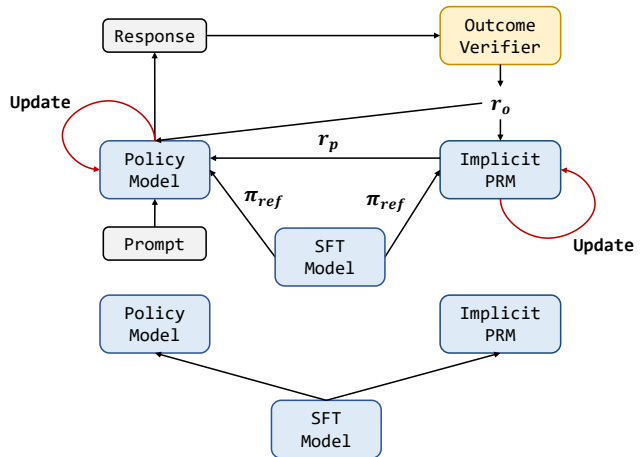 Response
Outcome
Verifier
Update
r_o
r_p
Policy
Model
Implicit
PRM
π_ref
π_ref
Prompt
SFT
Model
Update
Policy
Model
Implicit
PRM
SFT
Model